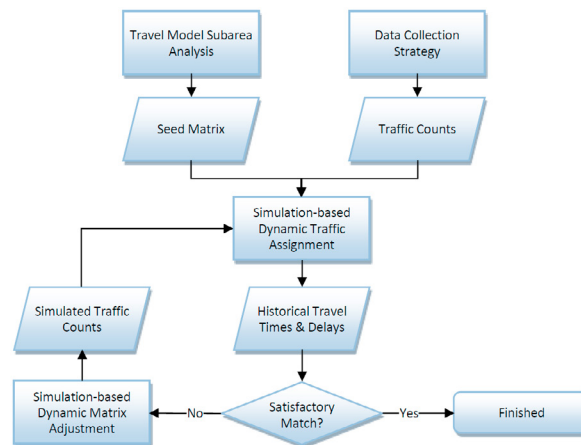 Travel Model Subarea
Analysis
Data Collection
Strategy
Seed Matrix
Traffic Counts
Simulation-based
Dynamic Traffic
Assignment
Simulated Traffic
Counts
Historical Travel
Times & Delays
Simulation-based
Dynamic Matrix
Adjustment
No
Satisfactory
Match?
Yes
Finished